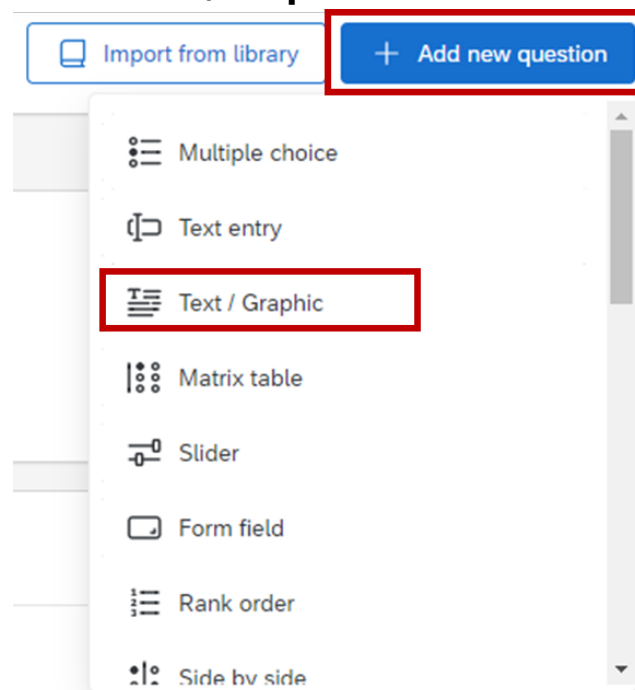 Import from library
+ Add new question
Multiple choice
Text entry
Text / Graphic
Matrix table
Slider
Form field
Rank order
Side by side